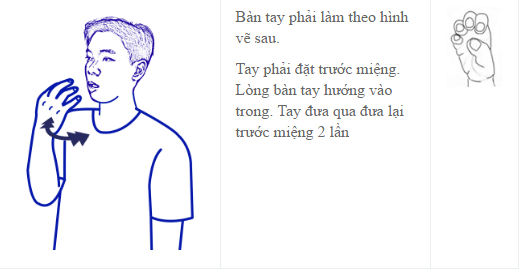 Bàn tay phải làm theo hình
vẽ sau.
Tay phải đặt trước miệng.
Lòng bàn tay hướng vào
trong. Tay đưa qua đưa lại
trước miệng 2 lần